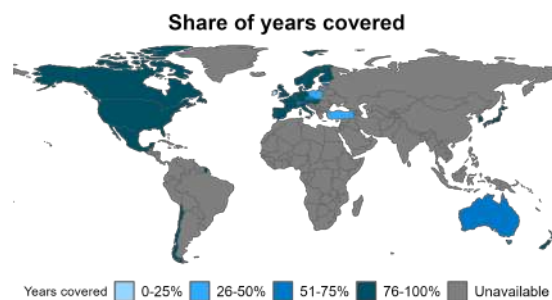 Share of years covered
Years covered 0-25% 26-50% 51-75% 76-100% Unavailable